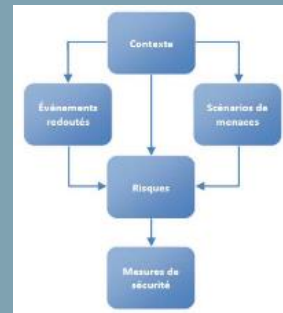 Contexte
Événements
redoutés
Scénarios de
menaces
Risques
Mesures de
sécurité